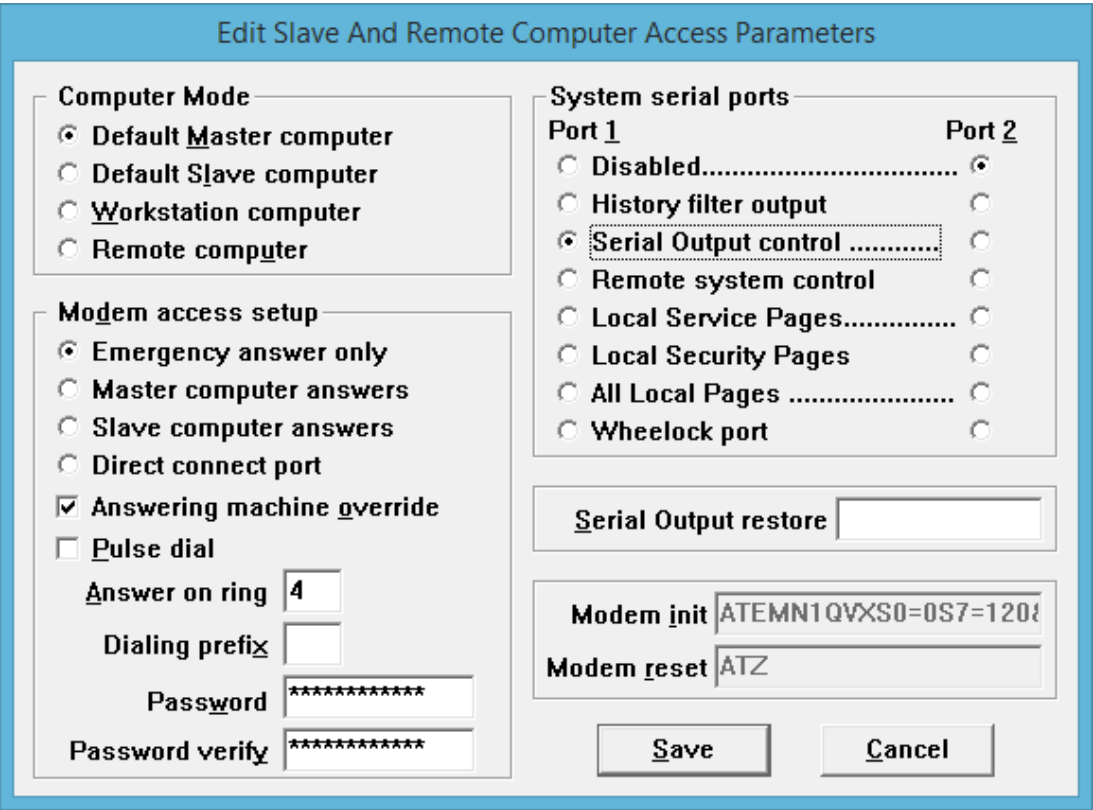 Edit Slave And Remote Computer Access Parameters
Computer Mode
Default Master computer
Default Slave computer
Workstation computer
Remote computer
Modem access setup
Emergency answer only
Master computer answers
Slave computer answers
Direct connect port
Answering machine override
Pulse dial
Answer on ring 4
Dialing prefix
Password ************
Password verify ************
System serial ports
Port 1 Port 2
Disabled..................................
History filter output
Serial Output control ............
Remote system control
Local Service Pages...............
Local Security Pages
All Local Pages ......................
Wheelock port
Serial Output restore
Modem init ATEMN1QVXS0=0S7=120&
Modem reset ATZ
Save Cancel